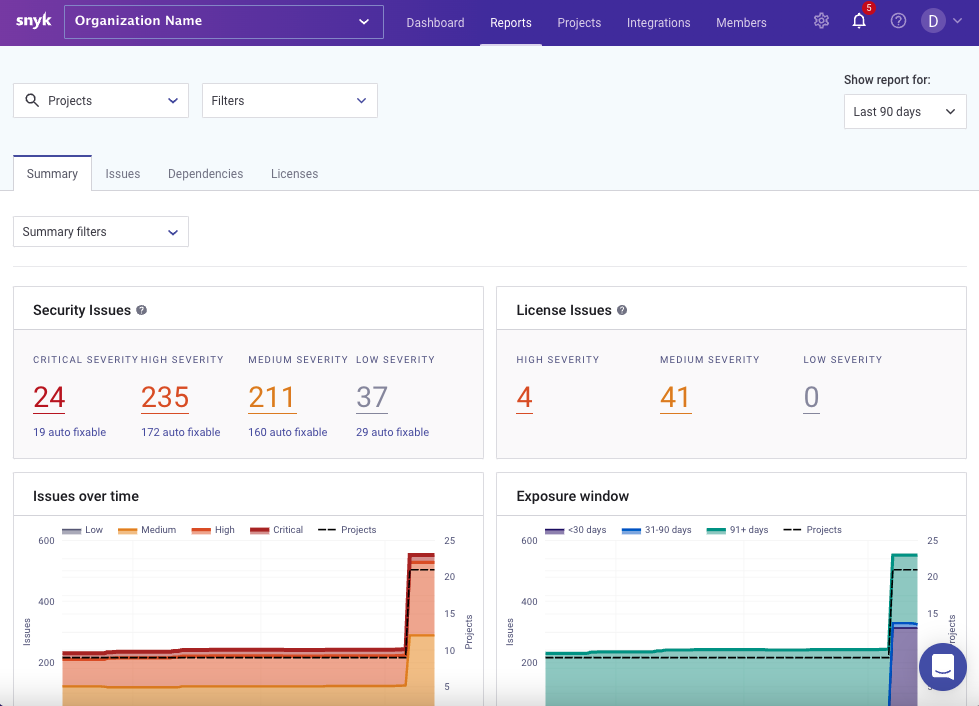 snyk Organization Name Dashboard Reports Projects Integrations Members 5 D
Show report for:
Projects Filters Last 90 days
Summary Issues Dependencies Licenses
Summary filters
Security Issues ?
CRITICAL SEVERITY HIGH SEVERITY MEDIUM SEVERITY LOW SEVERITY
24 235 211 37
19 auto fixable 172 auto fixable 160 auto fixable 29 auto fixable
License Issues ?
HIGH SEVERITY MEDIUM SEVERITY LOW SEVERITY
4 41 0
Issues over time
Low Medium High Critical Projects
600 25
20
400
15
10
200
5
Issues
Projects
Exposure window
<30 days 31-90 days 91+ days Projects
600 25
20
400
15
200
5
Issues